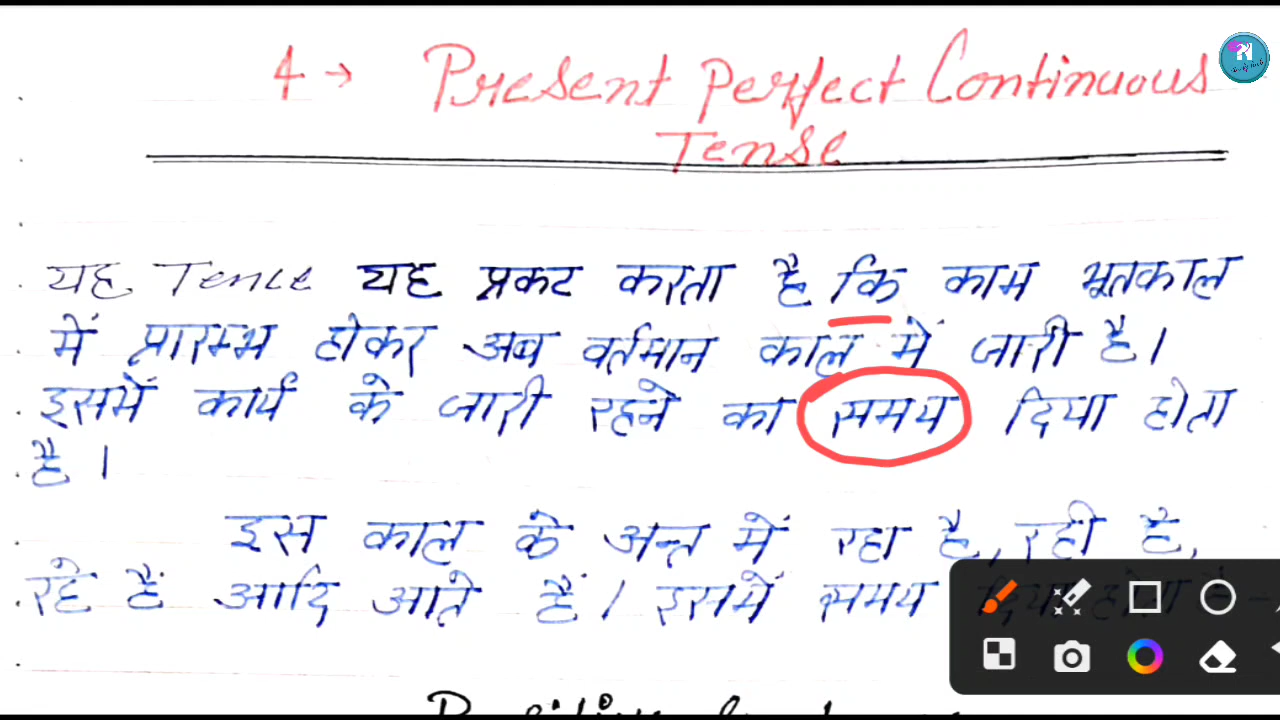 4 → Present Perfect Continuous
Tense
यह Tence यह प्रकट करता है कि काम भूतकाल
में प्रारम्भ होकर अब वर्तमान काल में जारी है।
इसमें कार्य के जारी रहने का समय दिया होता
है।
इस काल के अन्त में रहा है, रही है,
रहे हैं आदि आते हैं। इसमें समय दिया होता है